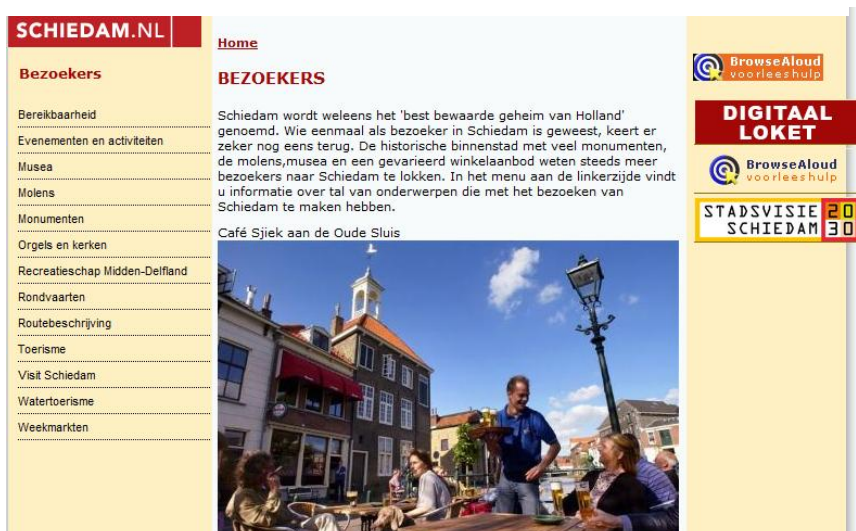 SCHIEDAM.NL
Bezoekers
Bereikbaarheid
Evenementen en activiteiten
Musea
Molens
Monumenten
Orgels en kerken
Recreatieschap Midden-Delfland
Rondvaarten
Routebeschrijving
Toerisme
Visit Schiedam
Watertoerisme
Weekmarkten
Home
BEZOEKERS
Schiedam wordt weleens het 'best bewaarde geheim van Holland'
genoemd. Wie eenmaal als bezoeker in Schiedam is geweest, keert er
zeker nog eens terug. De historische binnenstad met veel monumenten,
de molens,musea en een gevarieerd winkelaanbod weten steeds meer
bezoekers naar Schiedam te lokken. In het menu aan de linkerzijde vindt
u informatie over tal van onderwerpen die met het bezoeken van
Schiedam te maken hebben.
Café Sjiek aan de Oude Sluis
BrowseAloud
voorleeshulp
DIGITAAL
LOKET
BrowseAloud
voorleeshulp
STADSVISIE 20
SCHIEDAM 30